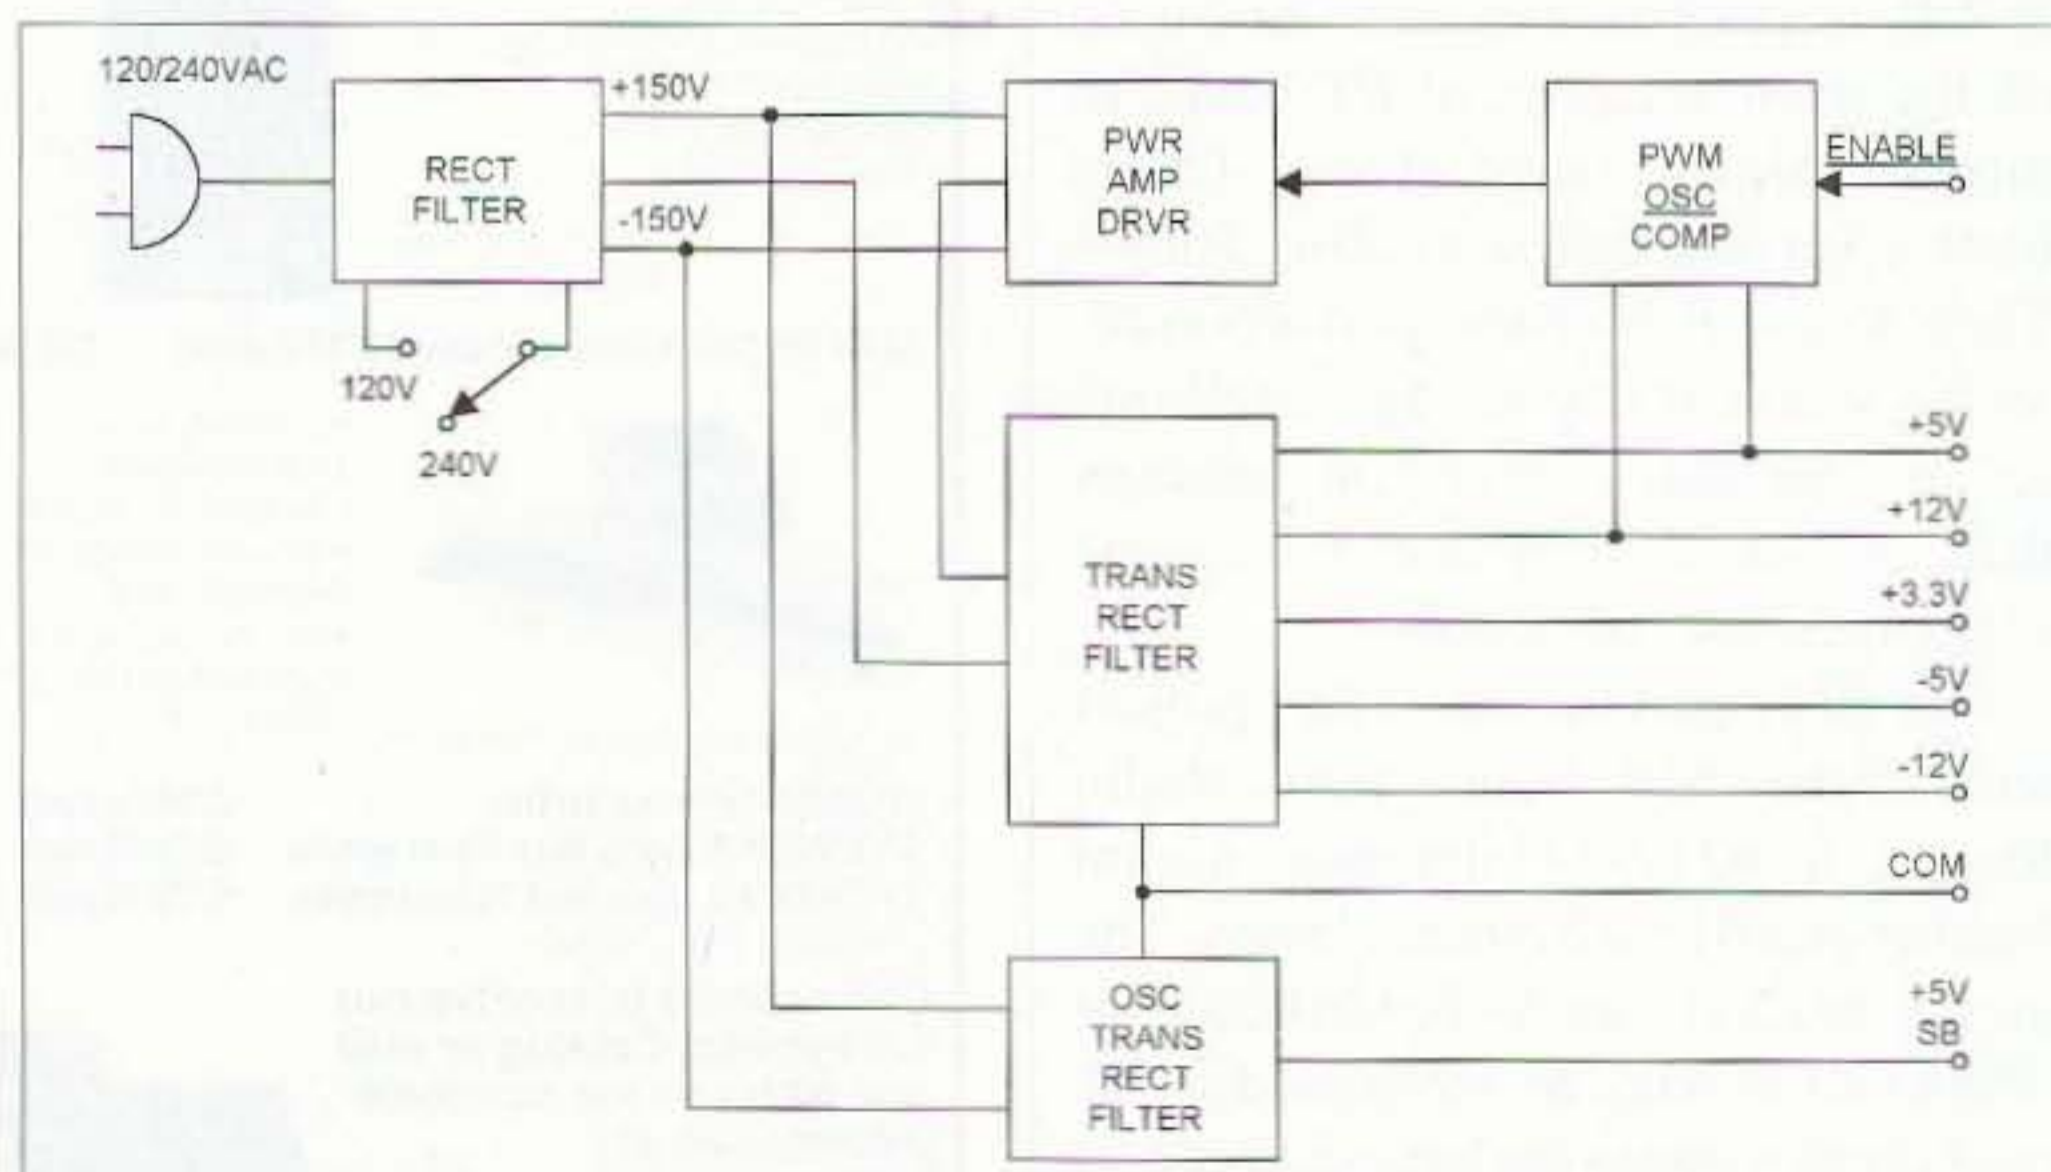 120/240VAC
RECT
FILTER
+150V
-150V
120V
240V
PWR
AMP
DRVR
PWM
OSC
COMP
ENABLE
TRANS
RECT
FILTER
+5V
+12V
+3.3V
-5V
-12V
COM
OSC
TRANS
RECT
FILTER
+5V
SB